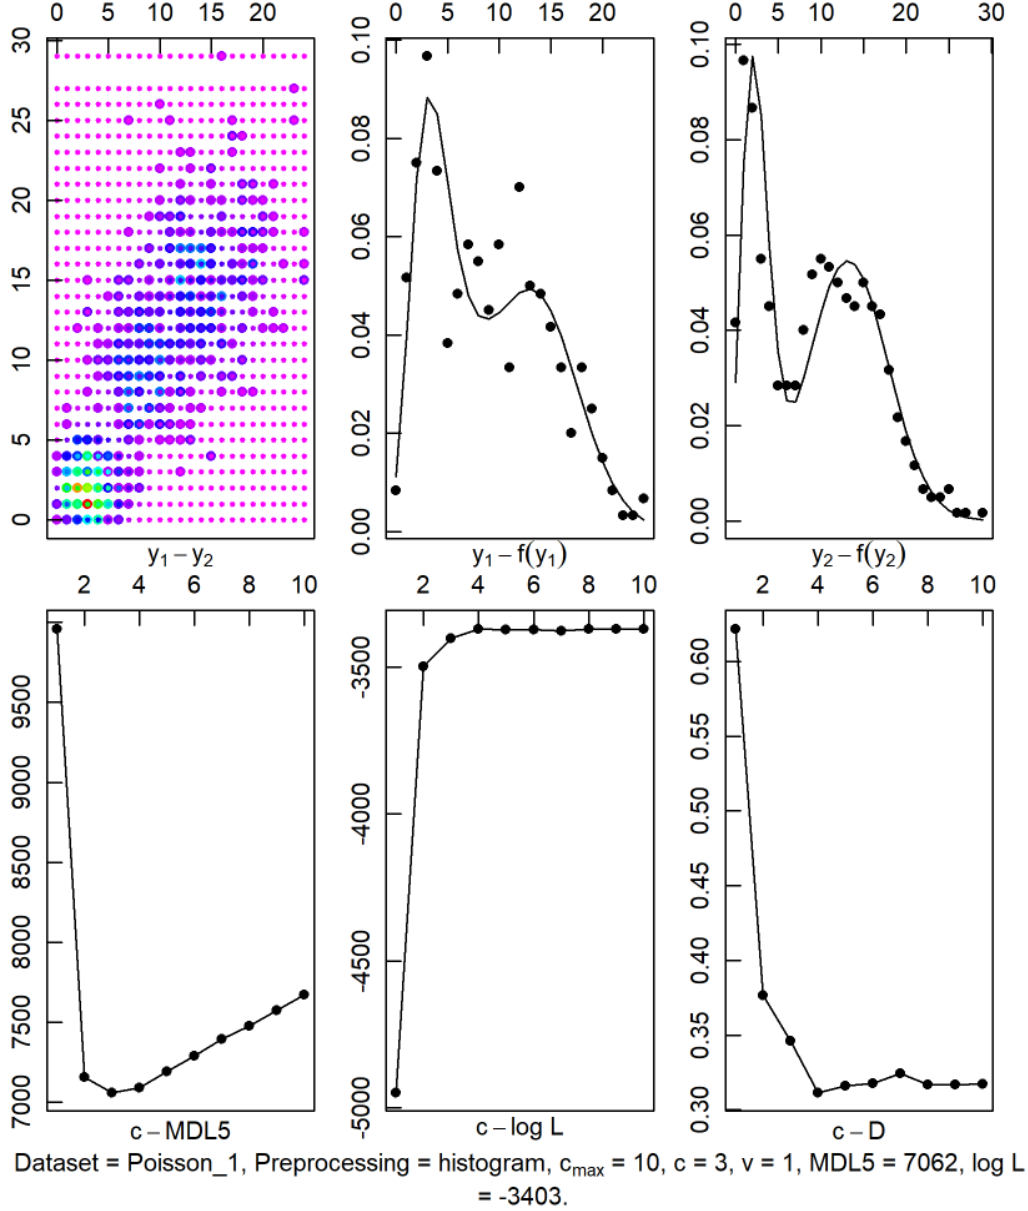 0 5 10 15 20
0 5 10 15 20
0 10 20 30
0 5 10 15 20 25 30
0.00 0.02 0.04 0.06 0.08 0.10
0.00 0.02 0.04 0.06 0.08 0.10
y₁ – y₂
y₁ – f(y₁)
y₂ – f(y₂)
2 4 6 8 10
2 4 6 8 10
2 4 6 8 10
7000 7500 8000 8500 9000 9500
-5000 -4500 -4000 -3500
0.30 0.35 0.40 0.45 0.50 0.55 0.60
c – MDL5
c – log L
c – D
Dataset = Poisson_1, Preprocessing = histogram, cmax = 10, c = 3, v = 1, MDL5 = 7062, log L
= -3403.